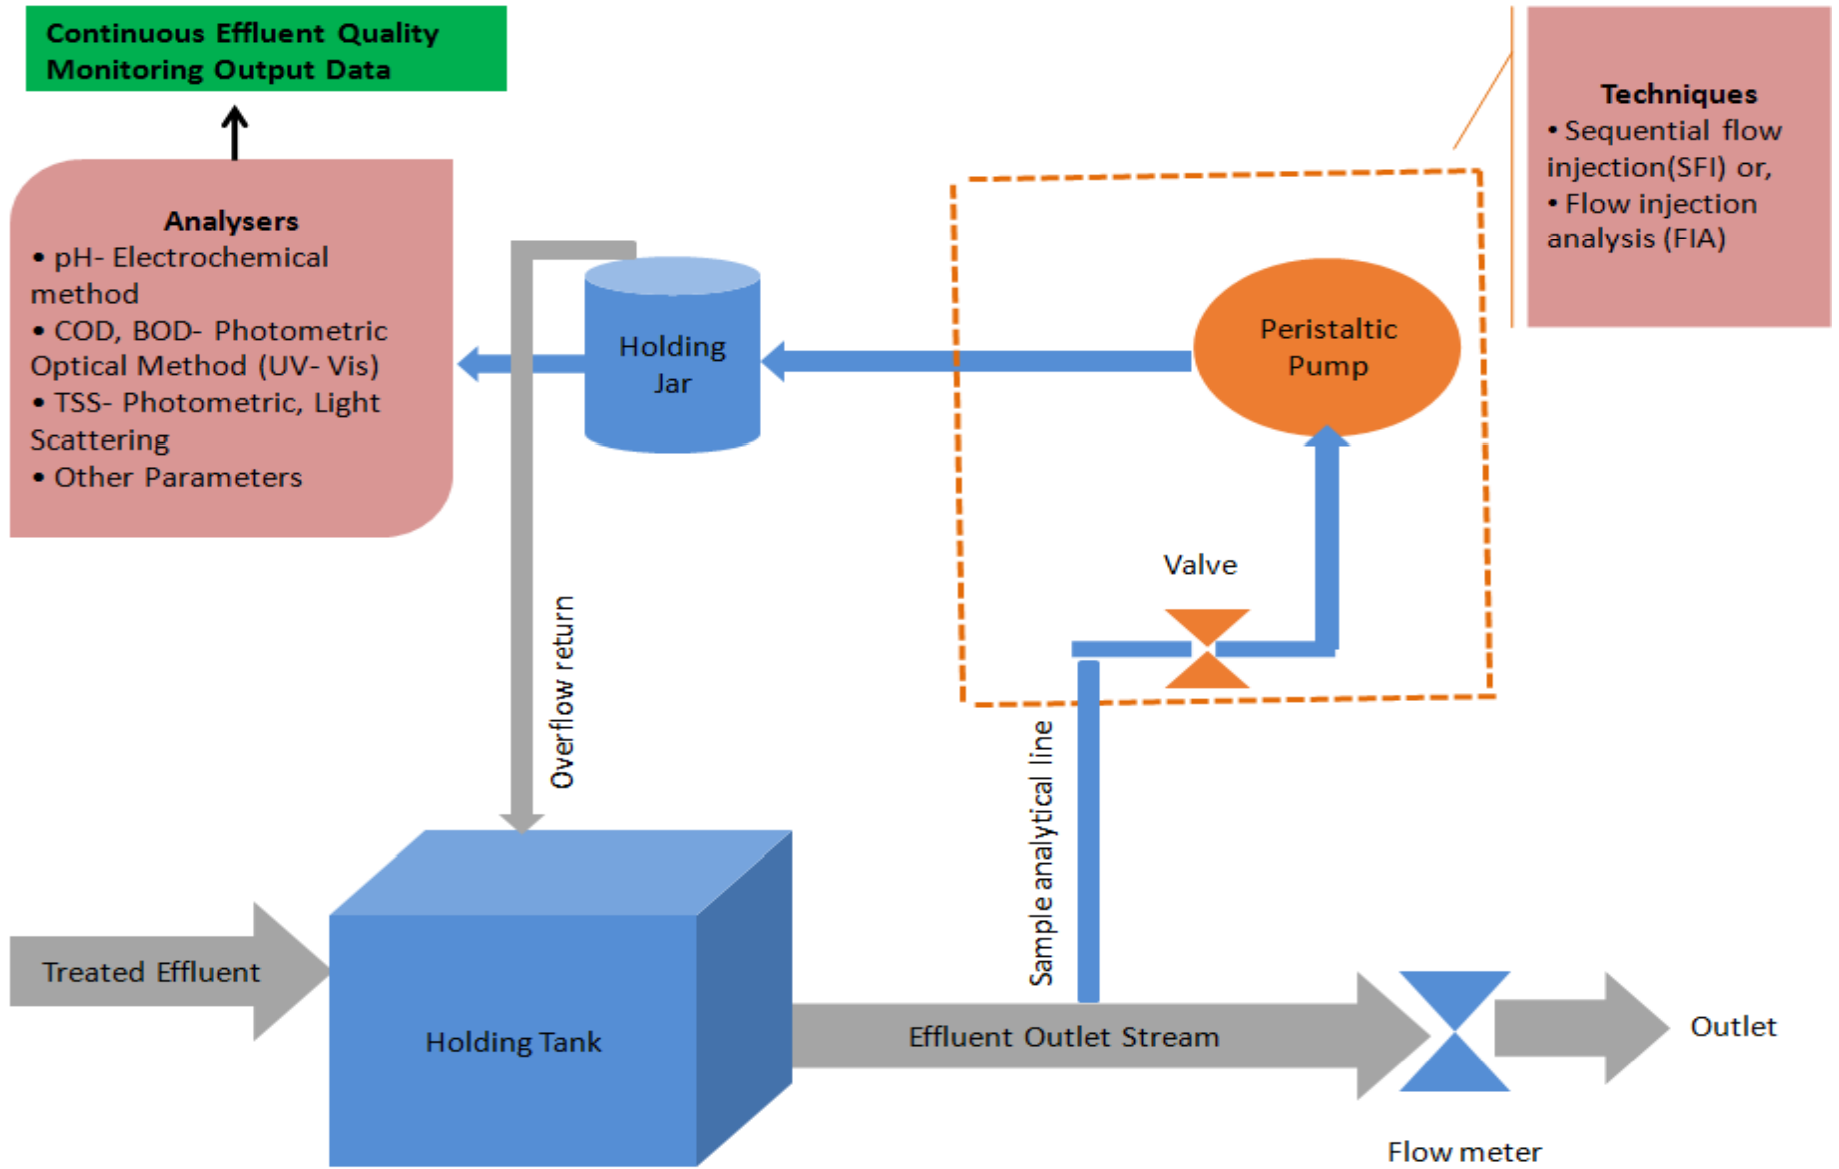 Continuous Effluent Quality
Monitoring Output Data
Techniques
• Sequential flow
injection(SFI) or,
• Flow injection
analysis (FIA)
Analysers
• pH- Electrochemical
method
• COD, BOD- Photometric
Optical Method (UV- Vis)
• TSS- Photometric, Light
Scattering
• Other Parameters
Holding
Jar
Peristaltic
Pump
Valve
Overflow return
Sample analytical line
Treated Effluent
Holding Tank
Effluent Outlet Stream
Outlet
Flow meter